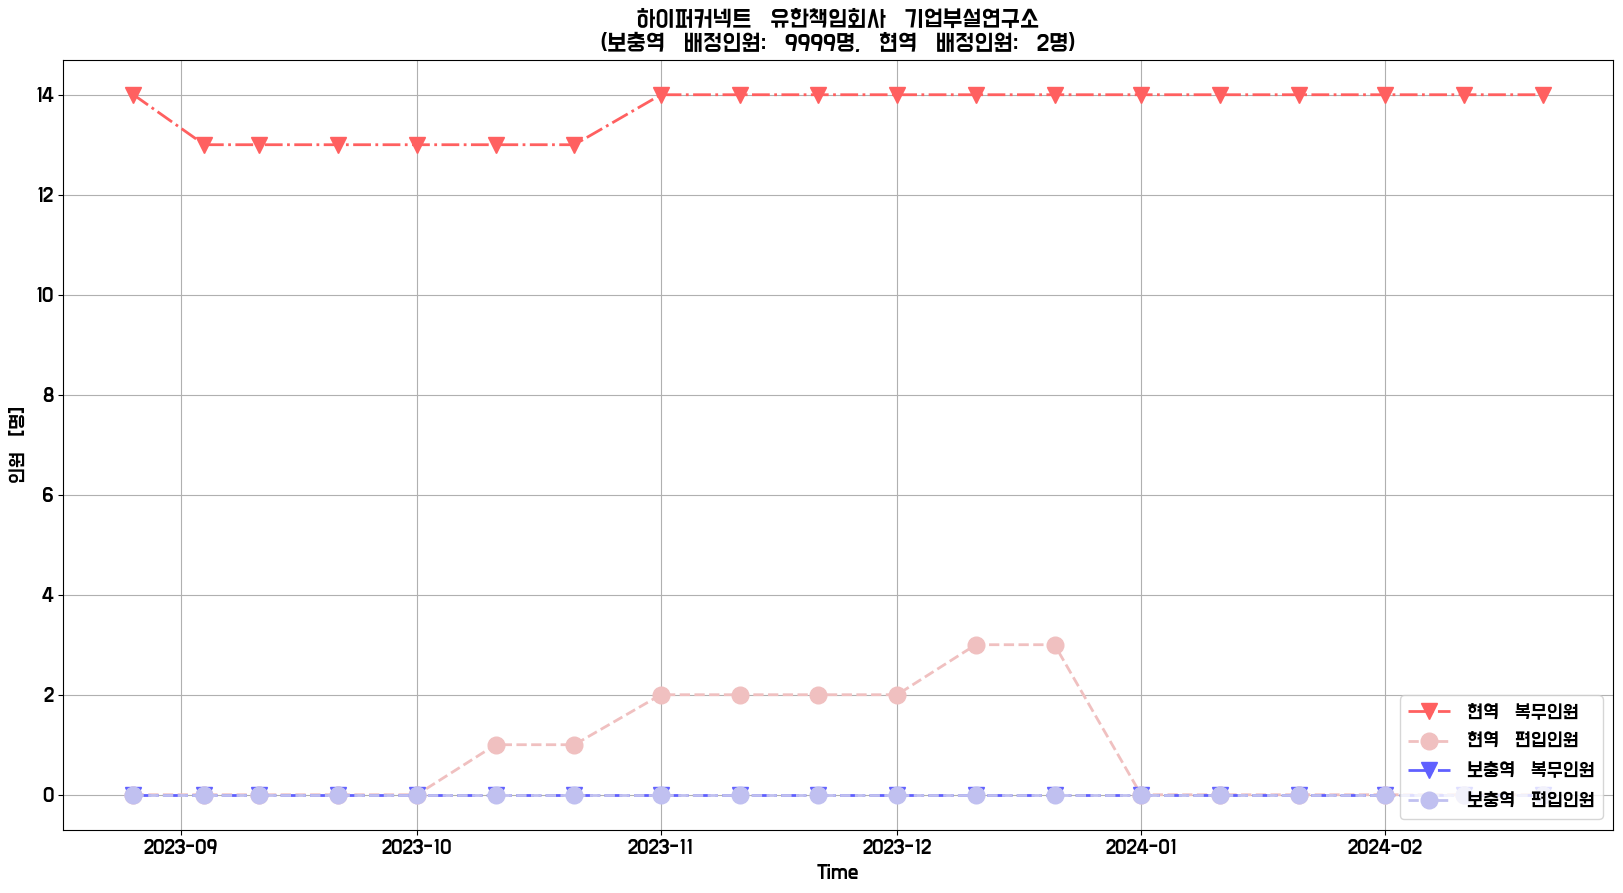 하이퍼커넥트 유한책임회사 기업부설연구소
(보충역 배정인원: 9999명, 현역 배정인원: 2명)
14
12
10
8
6
4
2
0
인원 [명]
현역 복무인원
현역 편입인원
보충역 복무인원
보충역 편입인원
2023-09
2023-10
2023-11
2023-12
2024-01
2024-02
Time